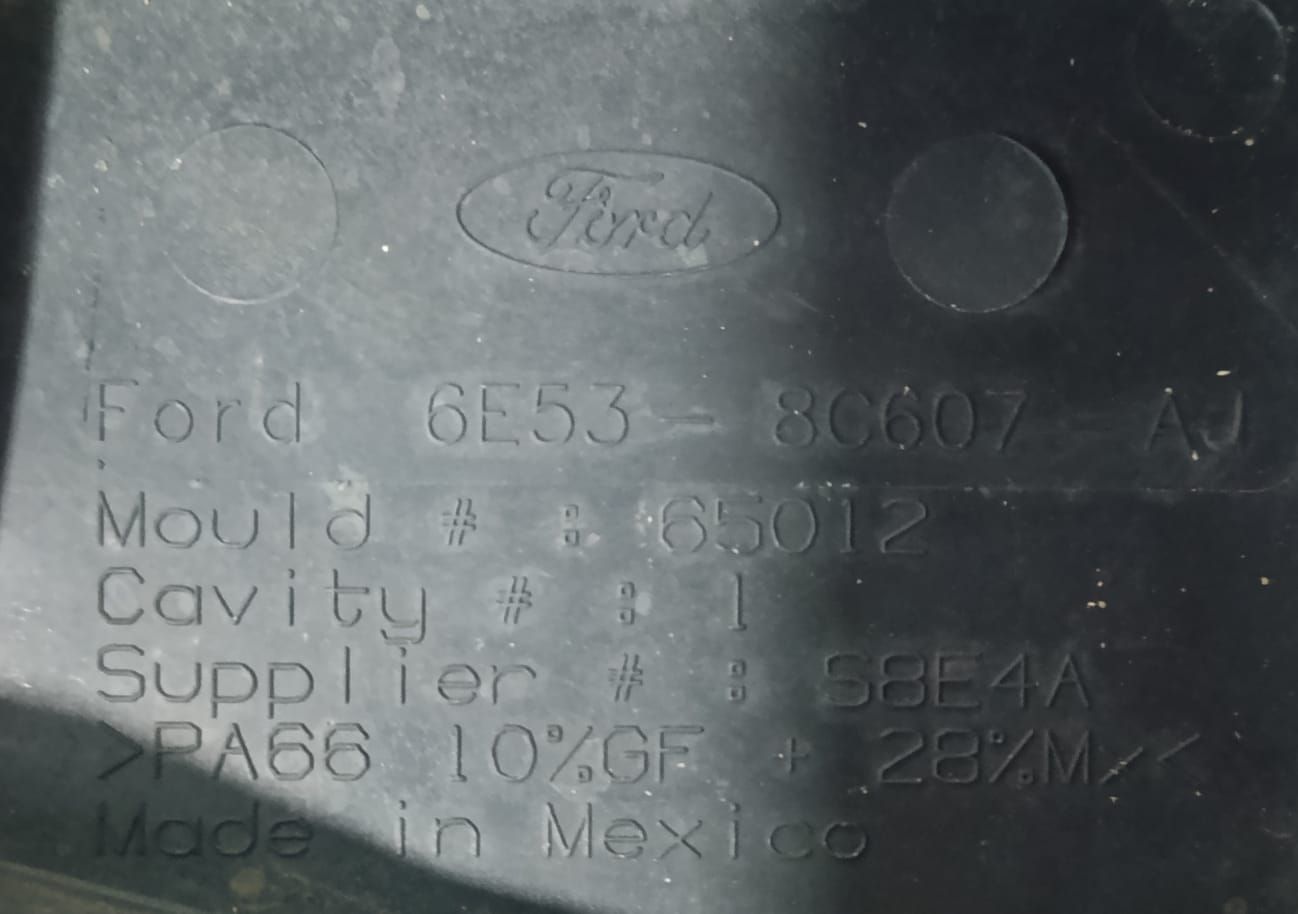 Ford
Ford 6E53 - 8C607 - AJ
Mould # : 65012
Cavity # : 1
Supplier # : S8E4A
>PA66 10%GF + 28%M<
Made in Mexico